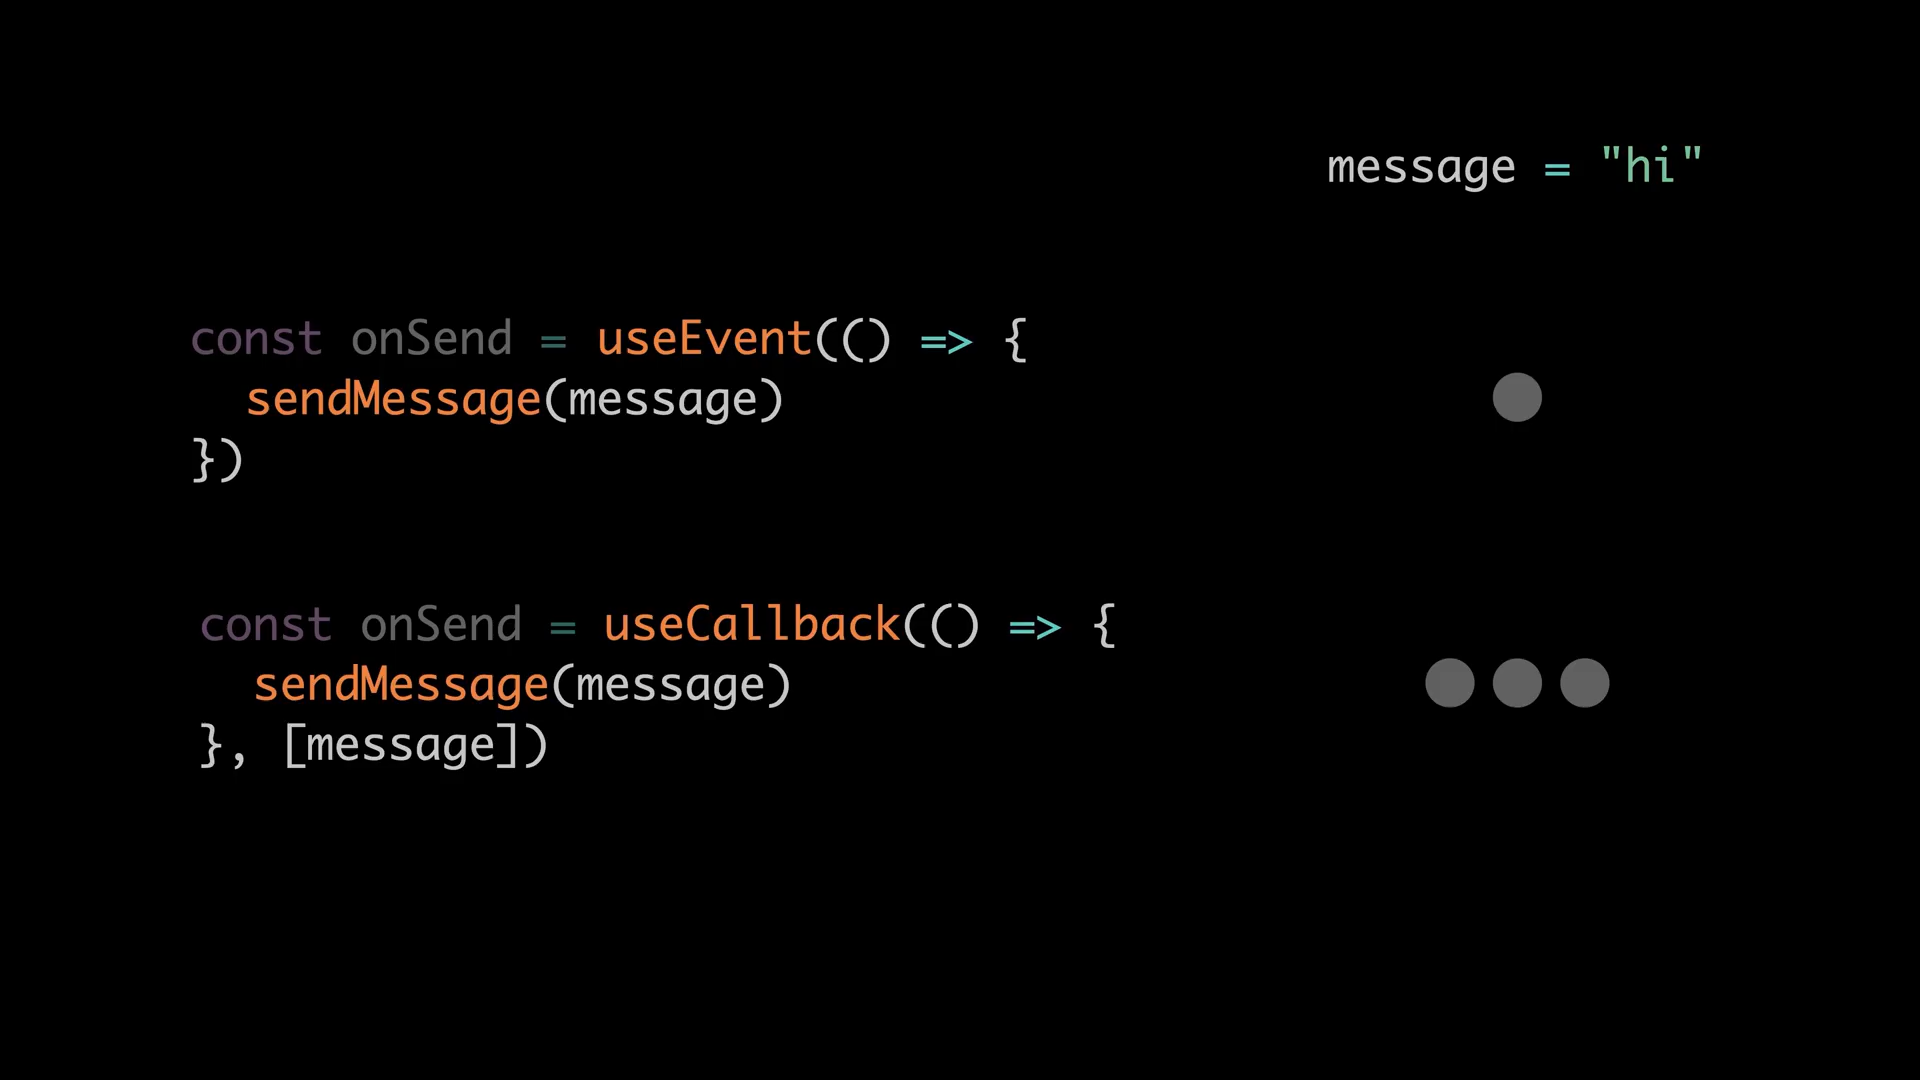 message = "hi"
const onSend = useEvent(() => {
sendMessage(message)
})
const onSend = useCallback(() => {
sendMessage(message)
}, [message])